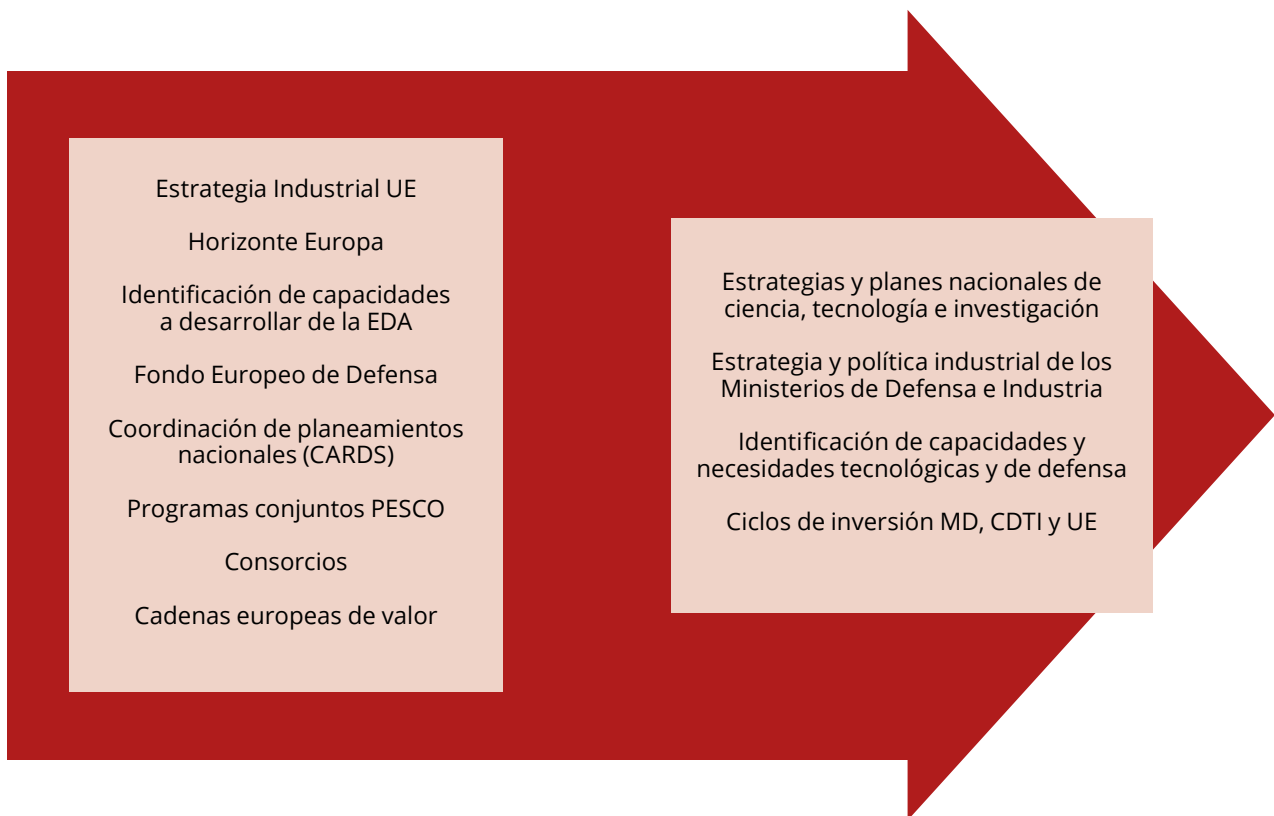 Estrategia Industrial UE
Horizonte Europa
Identificación de capacidades
a desarrollar de la EDA
Fondo Europeo de Defensa
Coordinación de planeamientos
nacionales (CARDS)
Programas conjuntos PESCO
Consorcios
Cadenas europeas de valor
Estrategias y planes nacionales de
ciencia, tecnología e investigación
Estrategia y política industrial de los
Ministerios de Defensa e Industria
Identificación de capacidades y
necesidades tecnológicas y de defensa
Ciclos de inversión MD, CDTI y UE